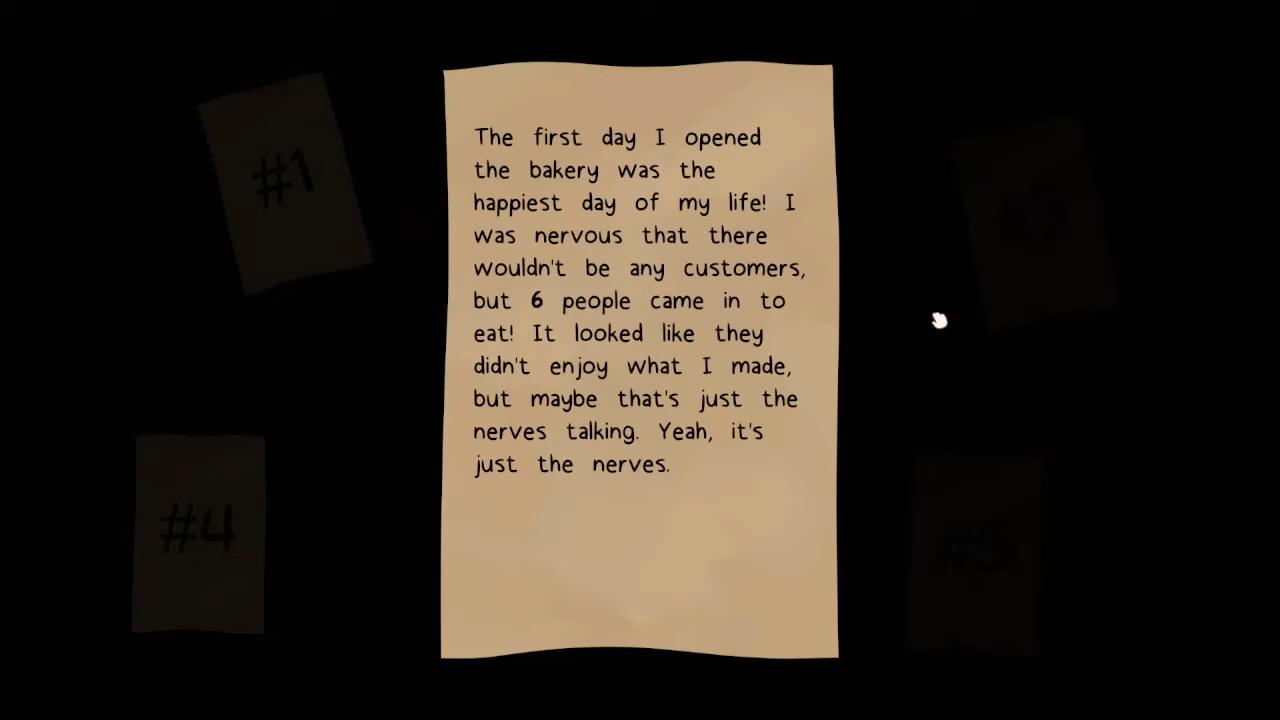 #1
The first day I opened
the bakery was the
happiest day of my life! I
was nervous that there
wouldn't be any customers,
but 6 people came in to
eat! It looked like they
didn't enjoy what I made,
but maybe that's just the
nerves talking. Yeah, it's
just the nerves.
#3
#4
#5